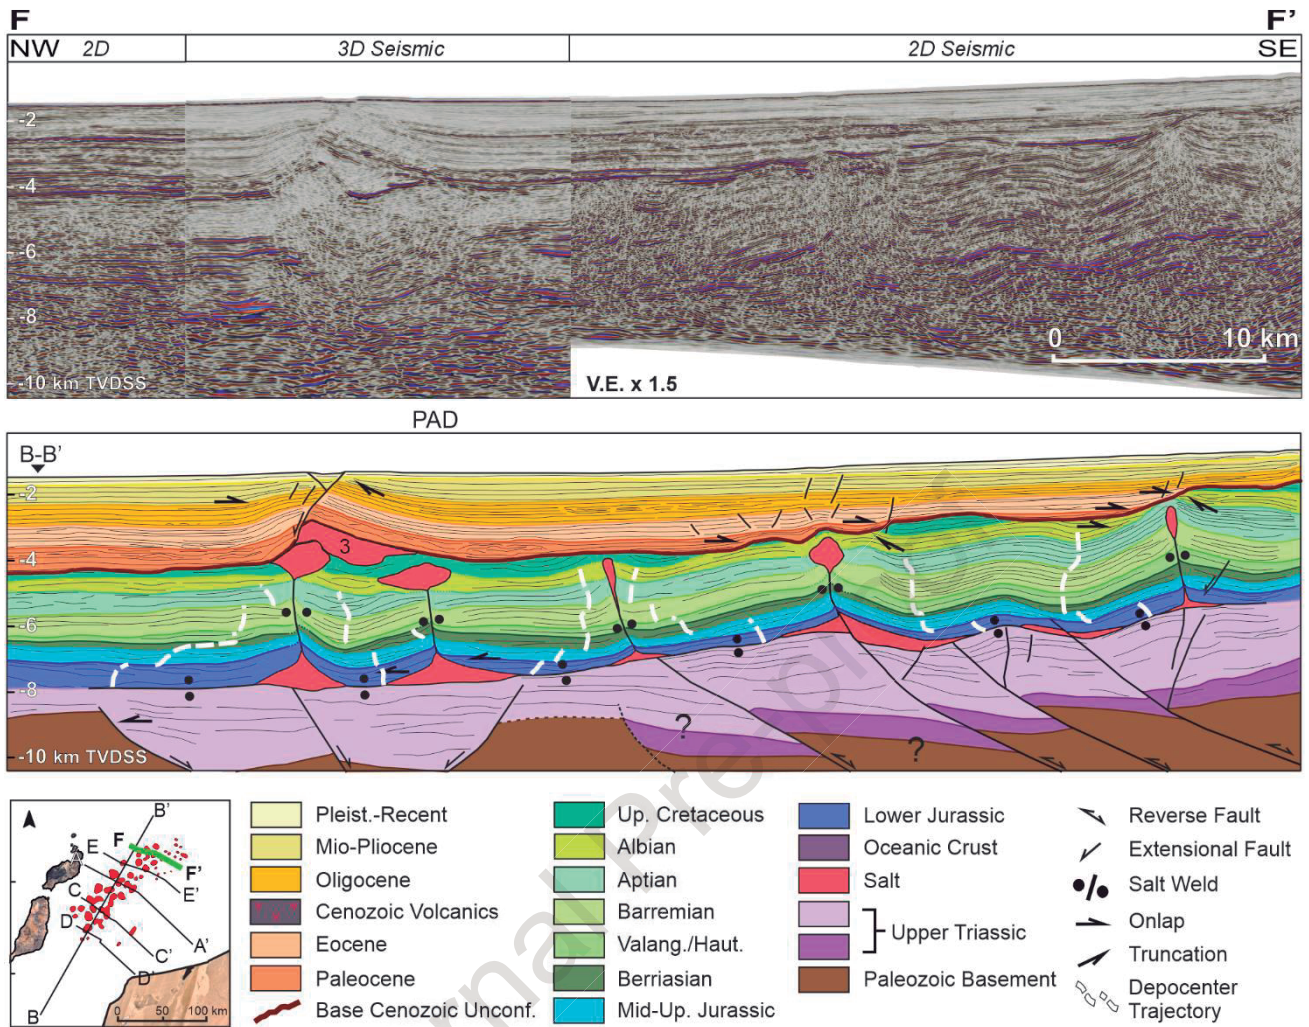 F F'
NW 2D 3D Seismic 2D Seismic SE
-2
-4
-6
-8
-10 km TVDSS
V.E. x 1.5
0 10 km
PAD
B-B'
-2
3
-4
-6
-8
? ?
-10 km TVDSS
B'
E F
F'
E'
C
D
C' A'
D'
B 0 50 100 km
Pleist.-Recent
Mio-Pliocene
Oligocene
Cenozoic Volcanics
Eocene
Paleocene
Base Cenozoic Unconf.
Up. Cretaceous
Albian
Aptian
Barremian
Valang./Haut.
Berriasian
Mid-Up. Jurassic
Lower Jurassic
Oceanic Crust
Salt
Upper Triassic
Paleozoic Basement
Reverse Fault
Extensional Fault
Salt Weld
Onlap
Truncation
Depocenter
Trajectory